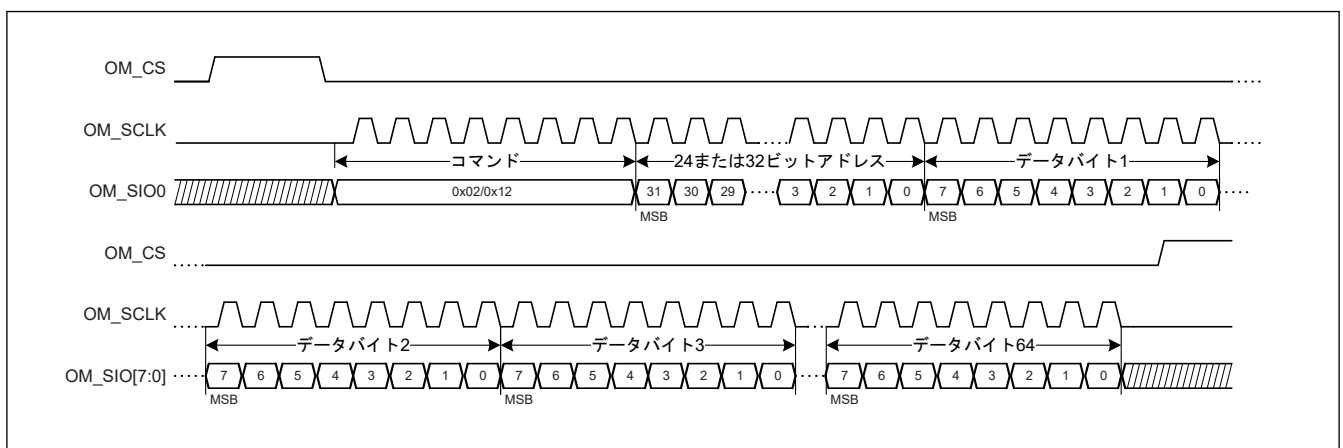 OM_CS
OM_SCLK
コマンド 24または32ビットアドレス データバイト1
OM_SIO0 0x02/0x12 31 30 29 3 2 1 0 7 6 5 4 3 2 1 0
MSB MSB
OM_CS
OM_SCLK
データバイト2 データバイト3 データバイト64
OM_SIO[7:0] 7 6 5 4 3 2 1 0 7 6 5 4 3 2 1 0 7 6 5 4 3 2 1 0
MSB MSB MSB